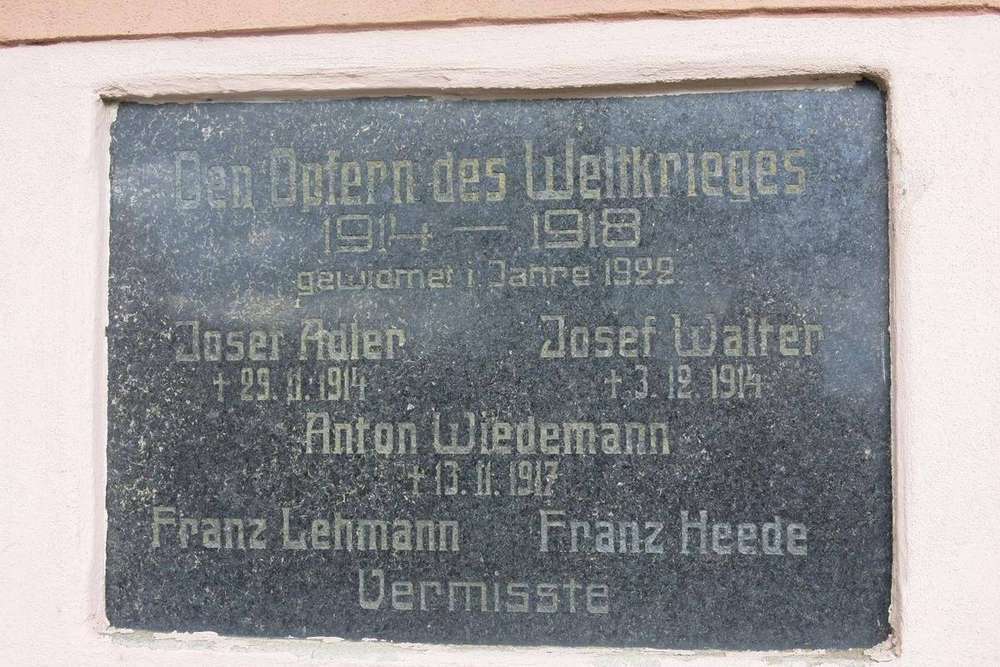 Den Opfern des Weltkrieges
1914 — 1918
gewidmet i. Jahre 1922.
Josef Adler Josef Walter
† 29. 11. 1914 † 3. 12. 1914
Anton Wiedemann
† 13. 11. 1917
Franz Lehmann Franz Heede
Vermisste